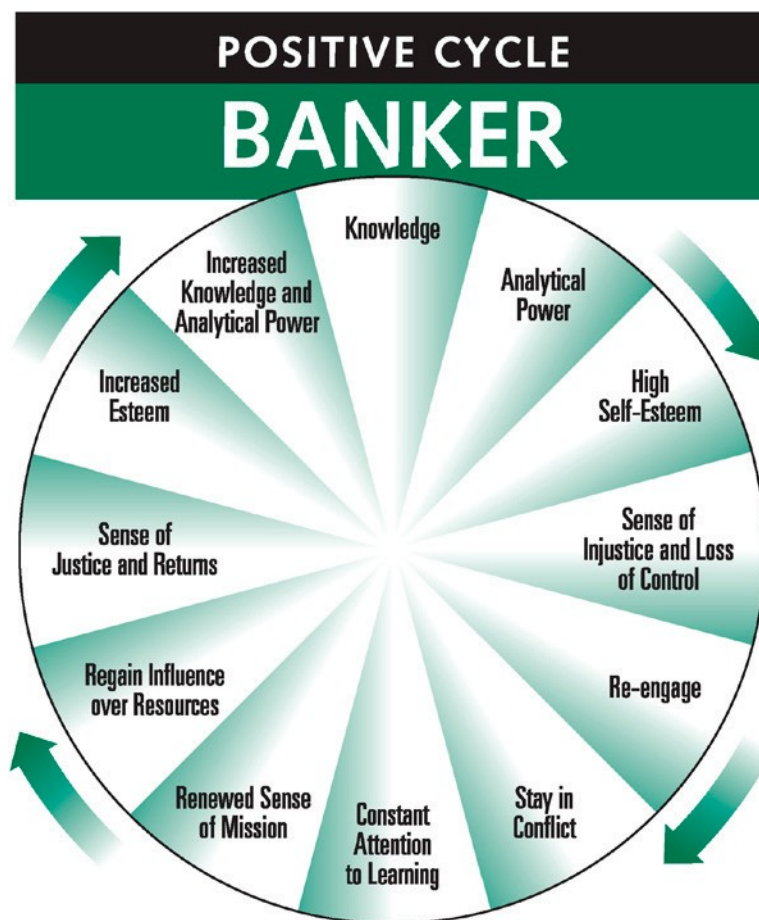 POSITIVE CYCLE
BANKER
Knowledge
Analytical
Power
High
Self-Esteem
Sense of
Injustice and Loss
of Control
Re-engage
Stay in
Conflict
Constant
Attention
to Learning
Renewed Sense
of Mission
Regain Influence
over Resources
Sense of
Justice and Returns
Increased
Esteem
Increased
Knowledge and
Analytical Power